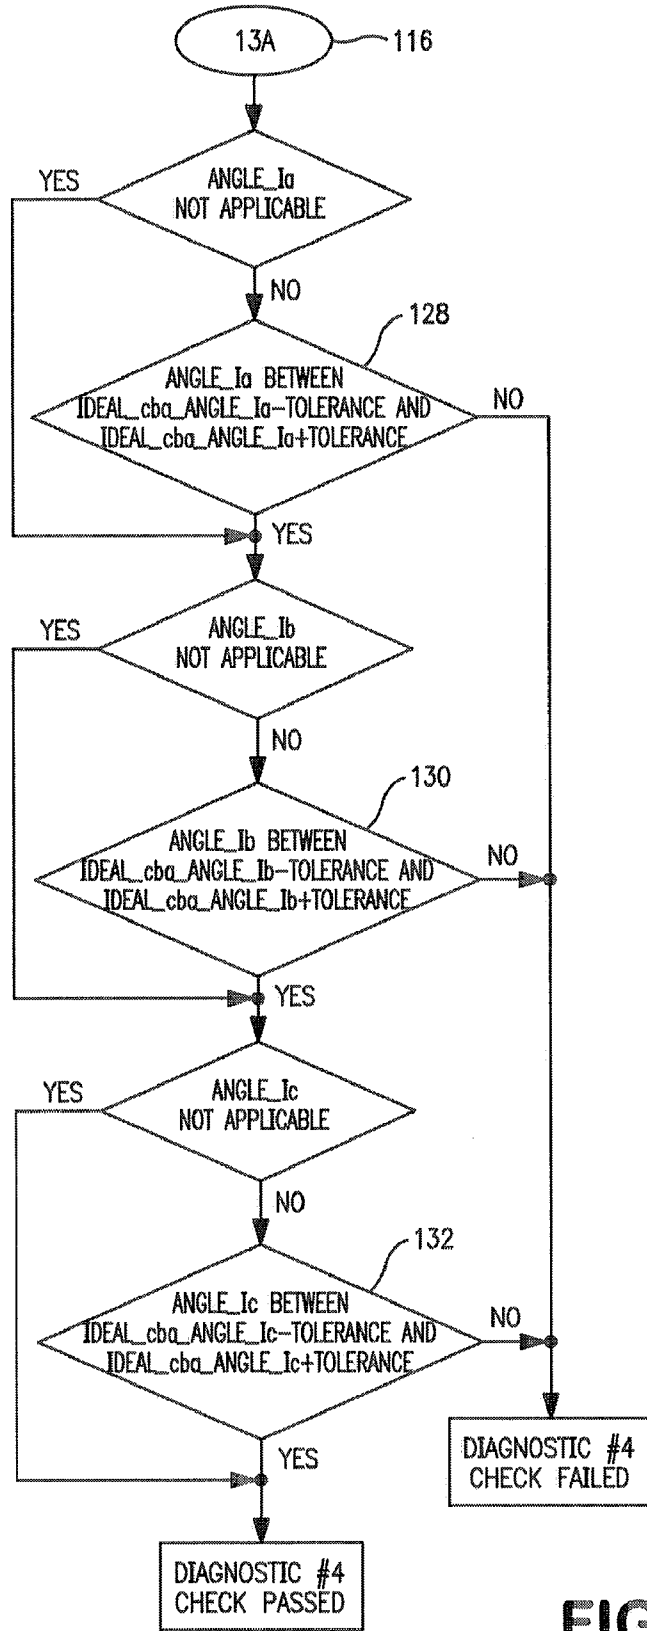 13A
116
YES
ANGLE_Ia
NOT APPLICABLE
NO
128
ANGLE_Ia BETWEEN
IDEAL_cba_ANGLE_Ia-TOLERANCE AND
IDEAL_cba_ANGLE_Ia+TOLERANCE
NO
YES
YES
ANGLE_Ib
NOT APPLICABLE
NO
130
ANGLE_Ib BETWEEN
IDEAL_cba_ANGLE_Ib-TOLERANCE AND
IDEAL_cba_ANGLE_Ib+TOLERANCE
NO
YES
YES
ANGLE_Ic
NOT APPLICABLE
NO
132
ANGLE_Ic BETWEEN
IDEAL_cba_ANGLE_Ic-TOLERANCE AND
IDEAL_cba_ANGLE_Ic+TOLERANCE
NO
YES
DIAGNOSTIC #4
CHECK FAILED
DIAGNOSTIC #4
CHECK PASSED
FIG